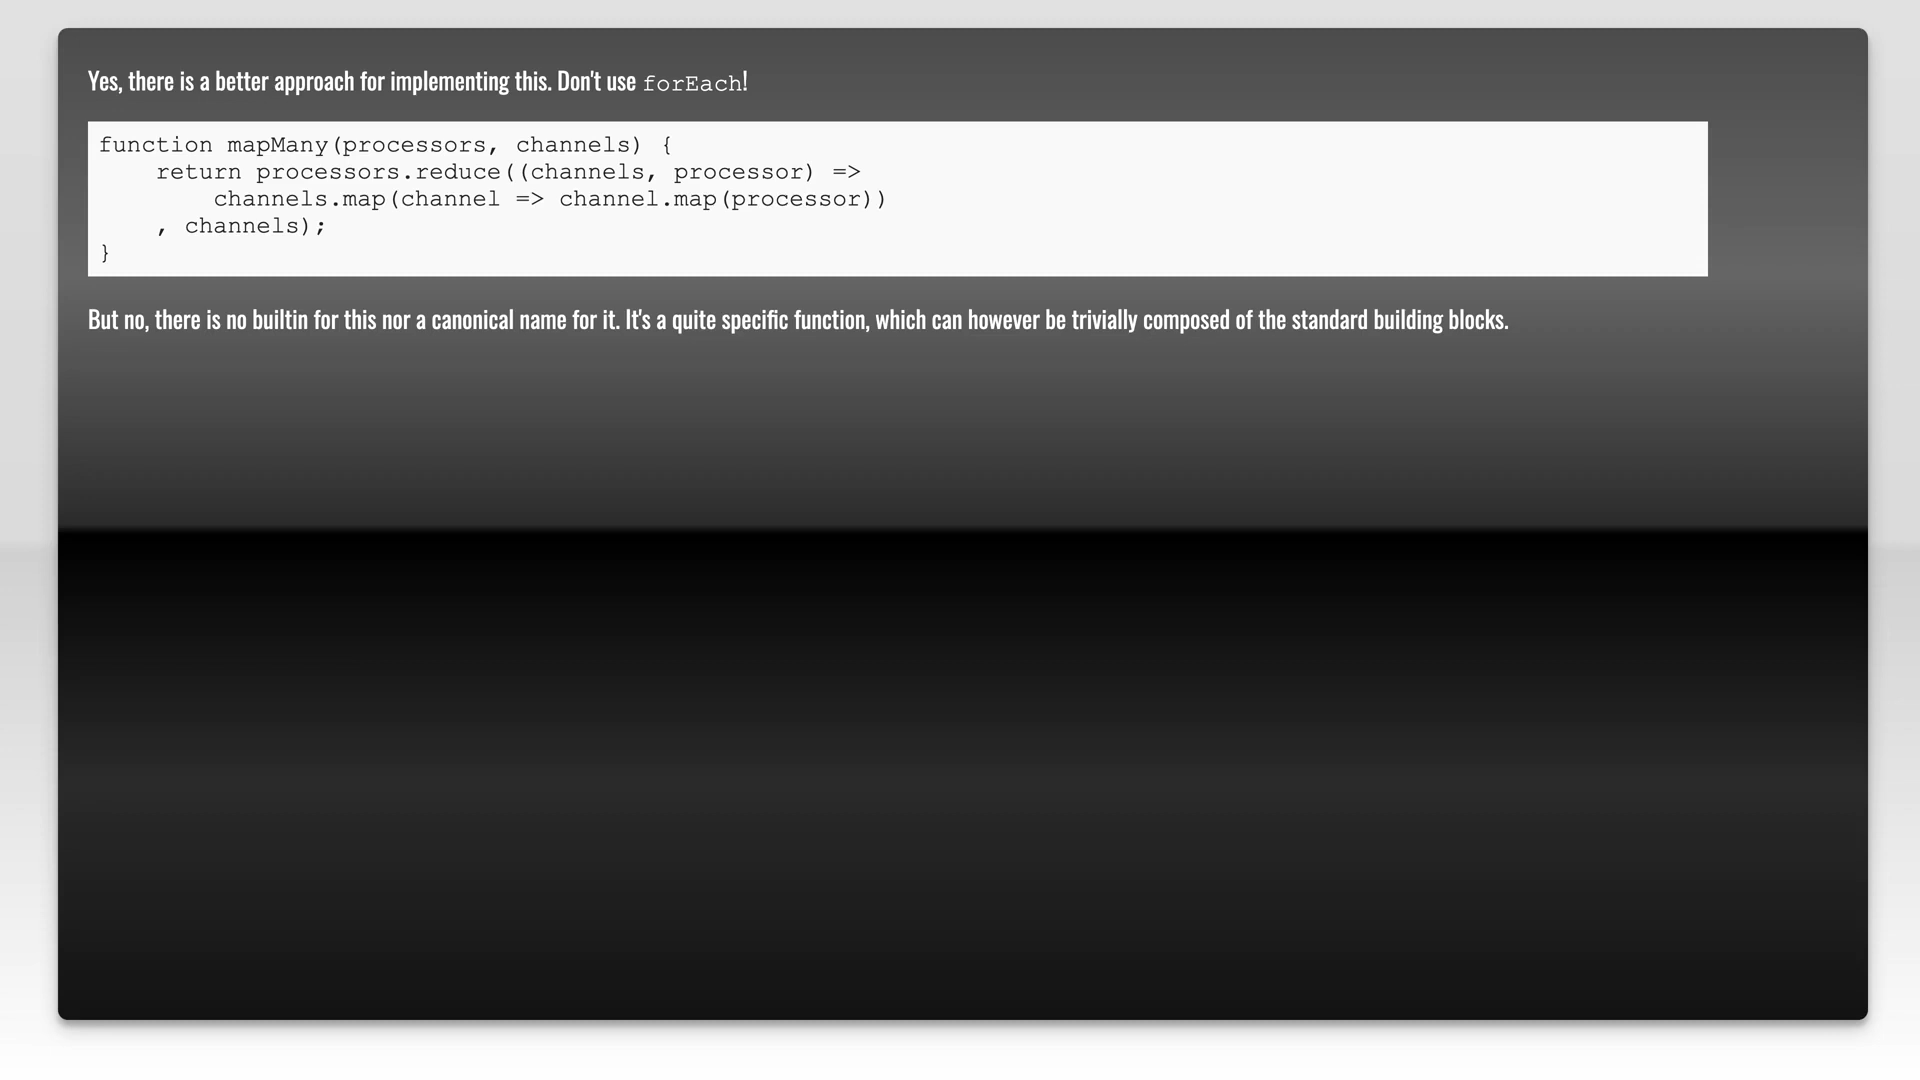 Yes, there is a better approach for implementing this. Don't use forEach!
function mapMany(processors, channels) {
    return processors.reduce((channels, processor) =>
        channels.map(channel => channel.map(processor))
    , channels);
}
But no, there is no builtin for this nor a canonical name for it. It's a quite specific function, which can however be trivially composed of the standard building blocks.